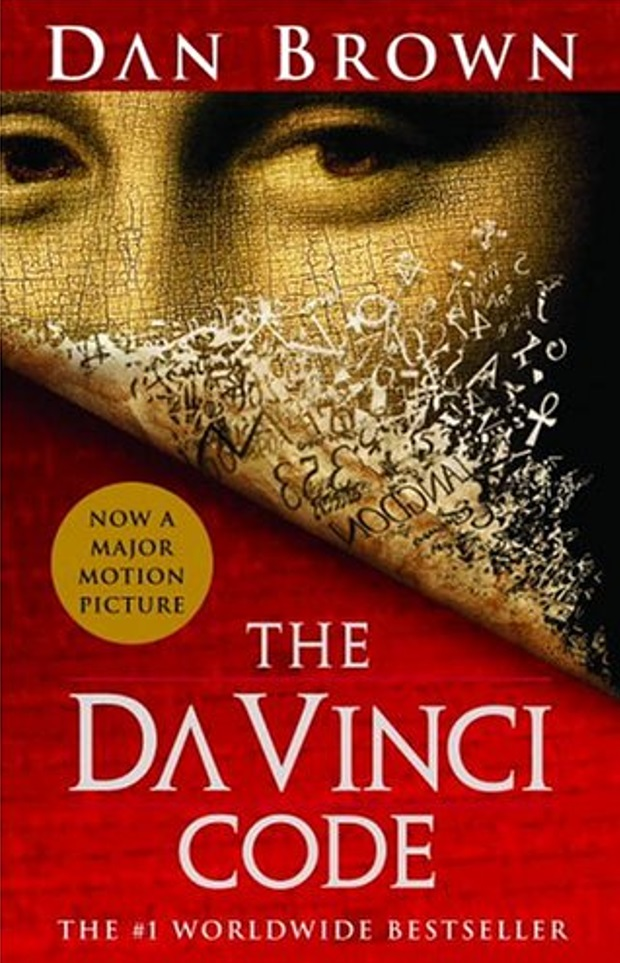 DAN BROWN
NOW A
MAJOR
MOTION
PICTURE
THE
DA VINCI
CODE
THE #1 WORLDWIDE BESTSELLER